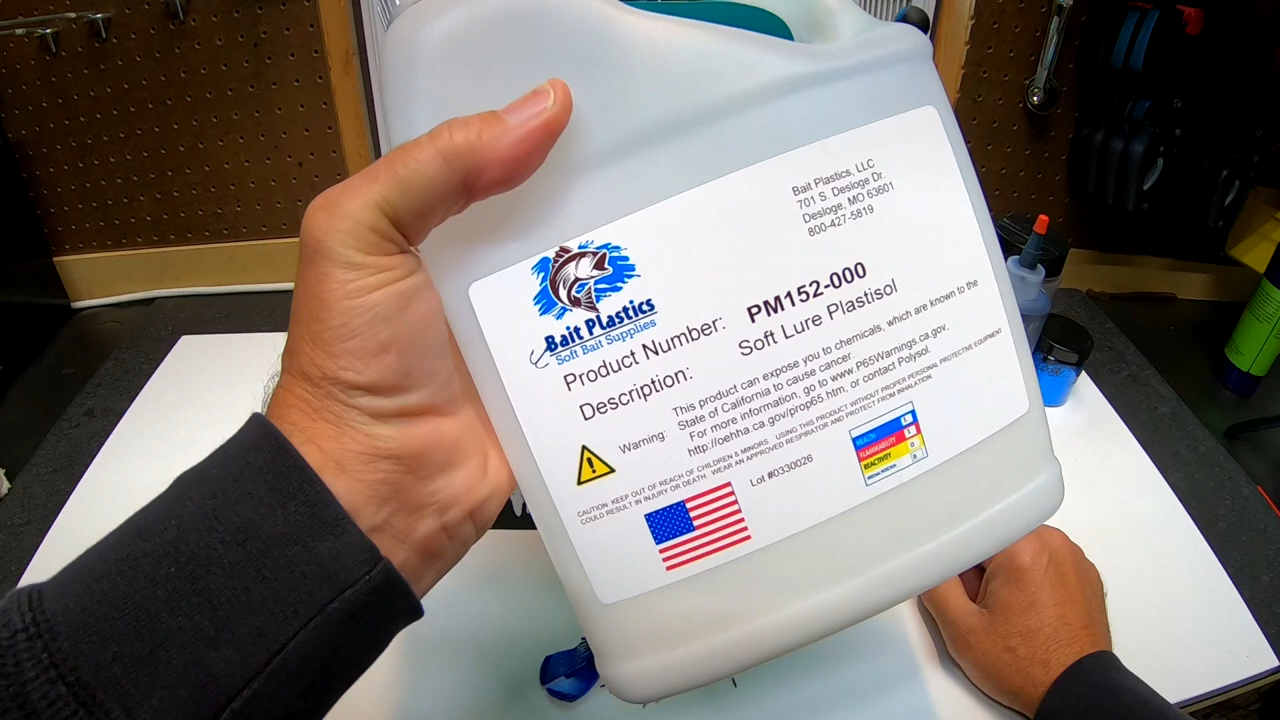 Bait Plastics, LLC
701 S. Desloge Dr.
Desloge, MO 63601
800-427-5819
Bait Plastics
Soft Bait Supplies
Product Number: PM152-000
Description: Soft Lure Plastisol
Warning: This product can expose you to chemicals, which are known to the
State of California to cause cancer.
For more information, go to www.P65Warnings.ca.gov,
http://oehha.ca.gov/prop65.htm, or contact Polysol.
CAUTION: KEEP OUT OF REACH OF CHILDREN & MINORS. USING THIS PRODUCT WITHOUT PROPER PERSONAL PROTECTIVE EQUIPMENT
COULD RESULT IN INJURY OR DEATH. WEAR AN APPROVED RESPIRATOR AND PROTECT FROM INHALATION
Lot #0330026
HEALTH 1
FLAMMABILITY 1
REACTIVITY 0